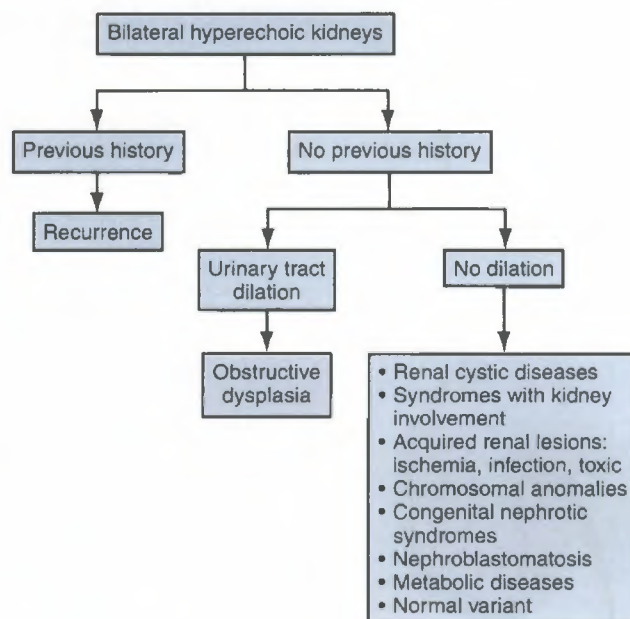 Bilateral hyperechoic kidneys
Previous history
No previous history
Recurrence
Urinary tract
dilation
No dilation
Obstructive
dysplasia
• Renal cystic diseases
• Syndromes with kidney
involvement
• Acquired renal lesions:
ischemia, infection, toxic
• Chromosomal anomalies
• Congenital nephrotic
syndromes
• Nephroblastomatosis
• Metabolic diseases
• Normal variant